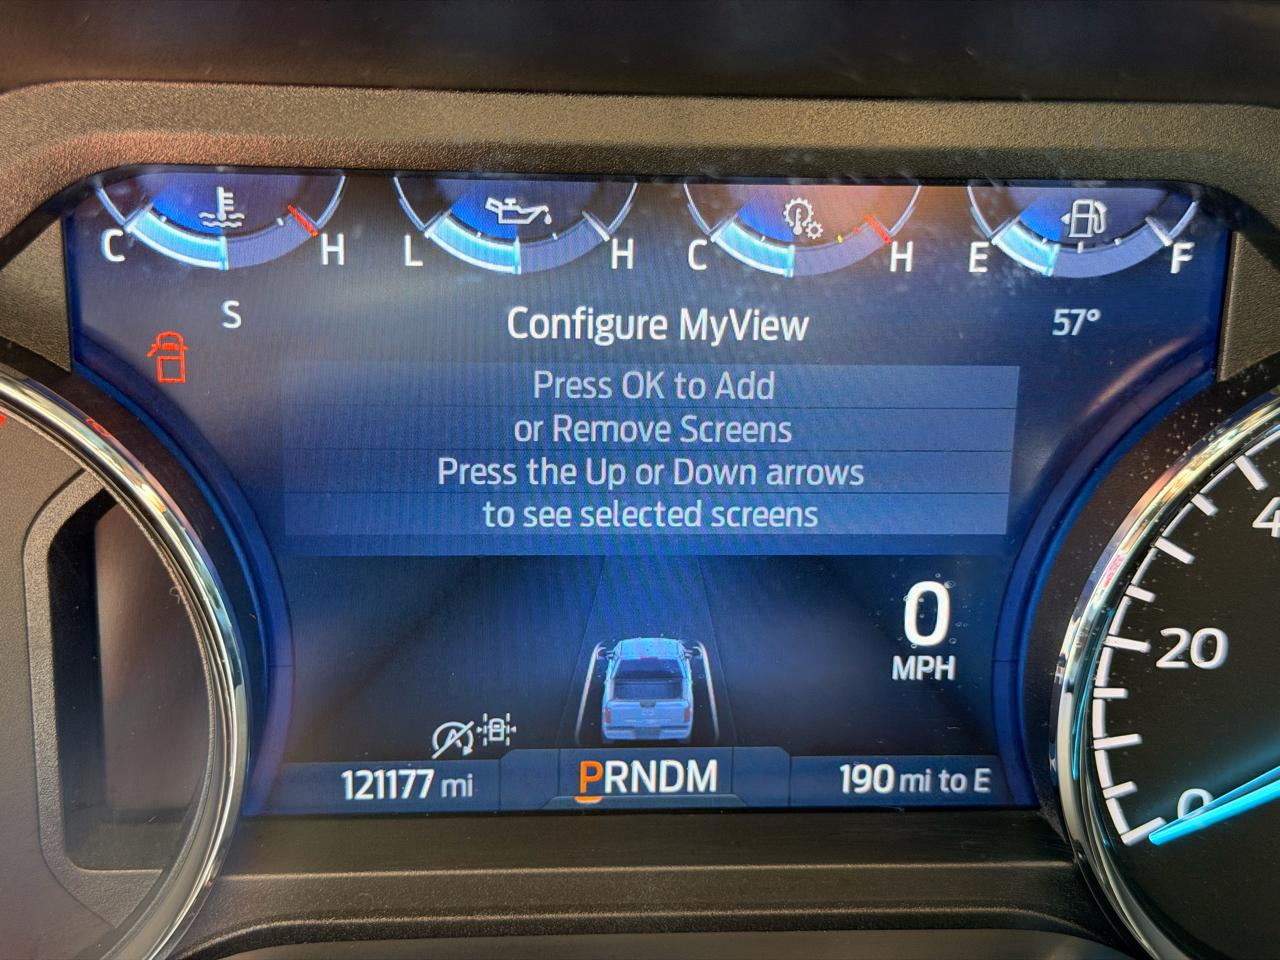 C H L H C H E F
S
57°
Configure MyView
Press OK to Add
or Remove Screens
Press the Up or Down arrows
to see selected screens
0
MPH
121177 mi
PRNDM
190 mi to E
20
0